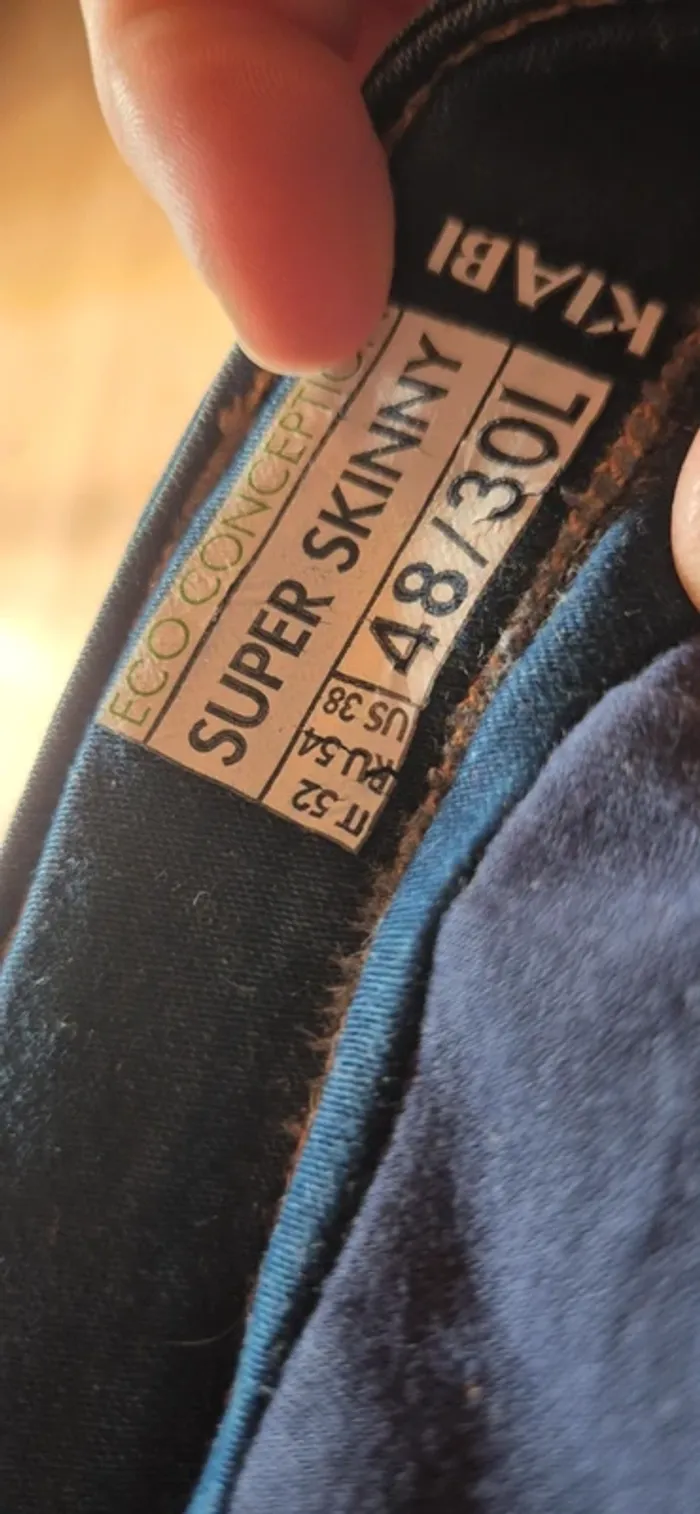 KIABI
ECO CONCEPTION
SUPER SKINNY
48/30L
US 38
RU 54
IT 52